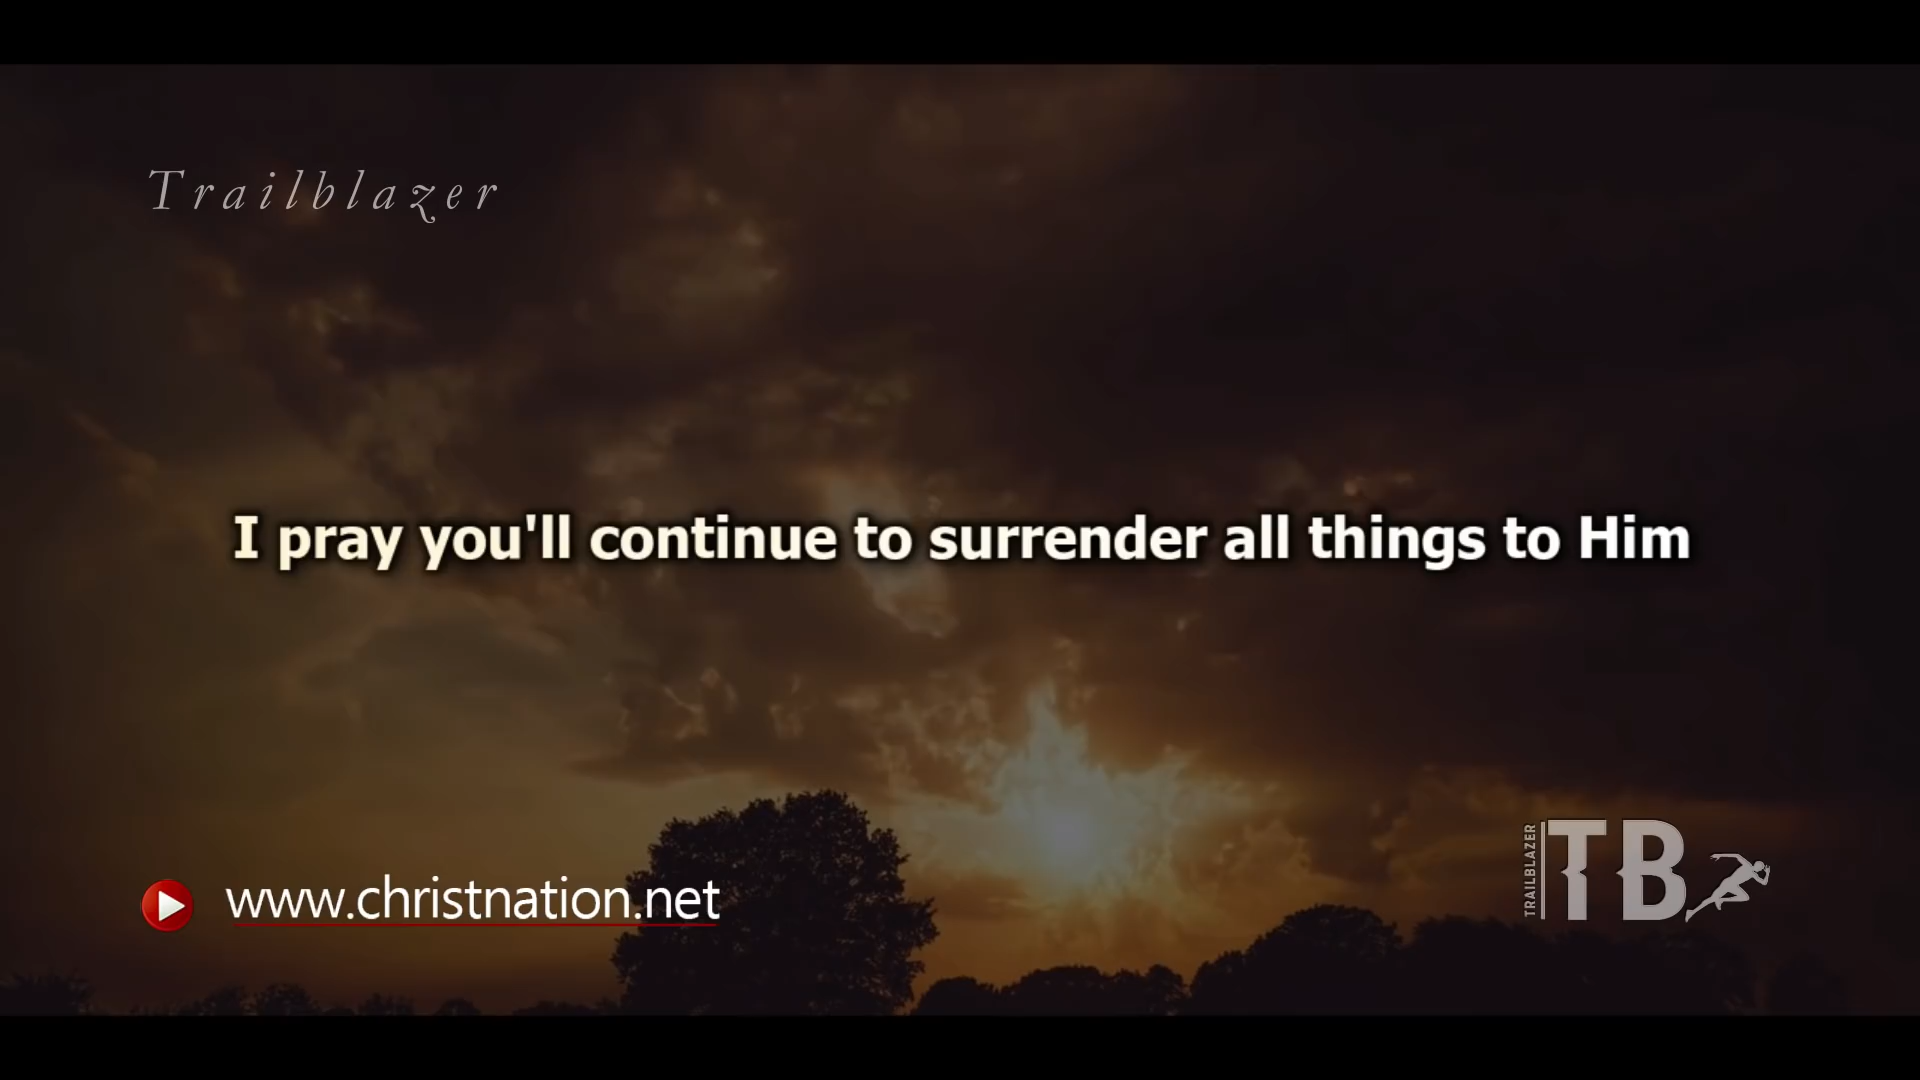 Trailblazer
I pray you'll continue to surrender all things to Him
www.christnation.net
TRAILBLAZER
TB